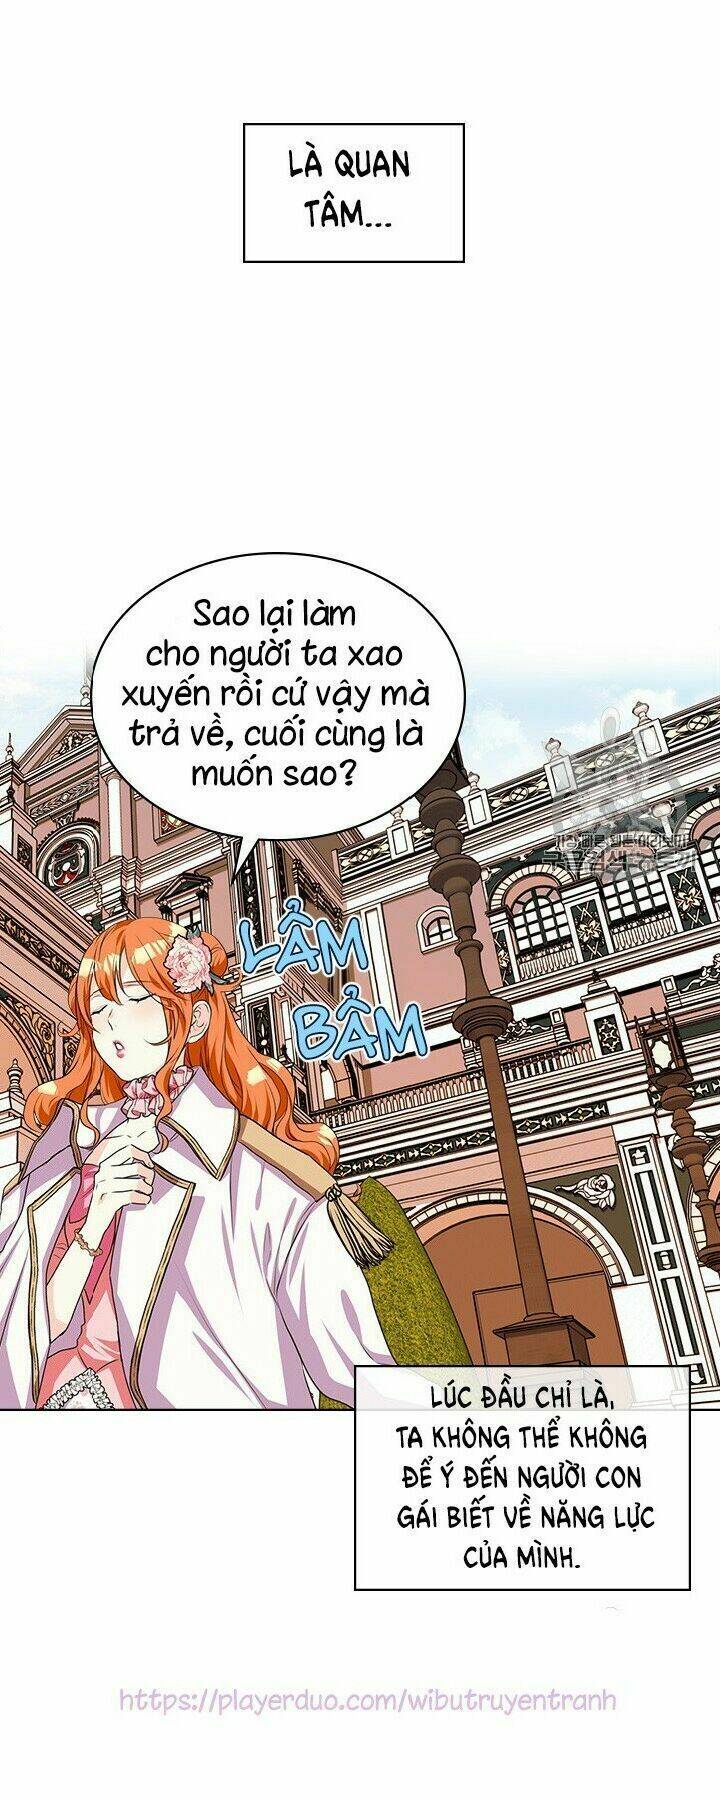 LÀ QUAN
TÂM...
Sao lại làm
cho người ta xao
xuyến rồi cứ vậy mà
trả về, cuối cùng là
muốn sao?
LẨM
BẨM
LÚC ĐẦU CHỈ LÀ,
TA KHÔNG THỂ KHÔNG
ĐỂ Ý ĐẾN NGƯỜI CON
GÁI BIẾT VỀ NĂNG LỰC
CỦA MÌNH.
https://playerduo.com/wibutruyentranh